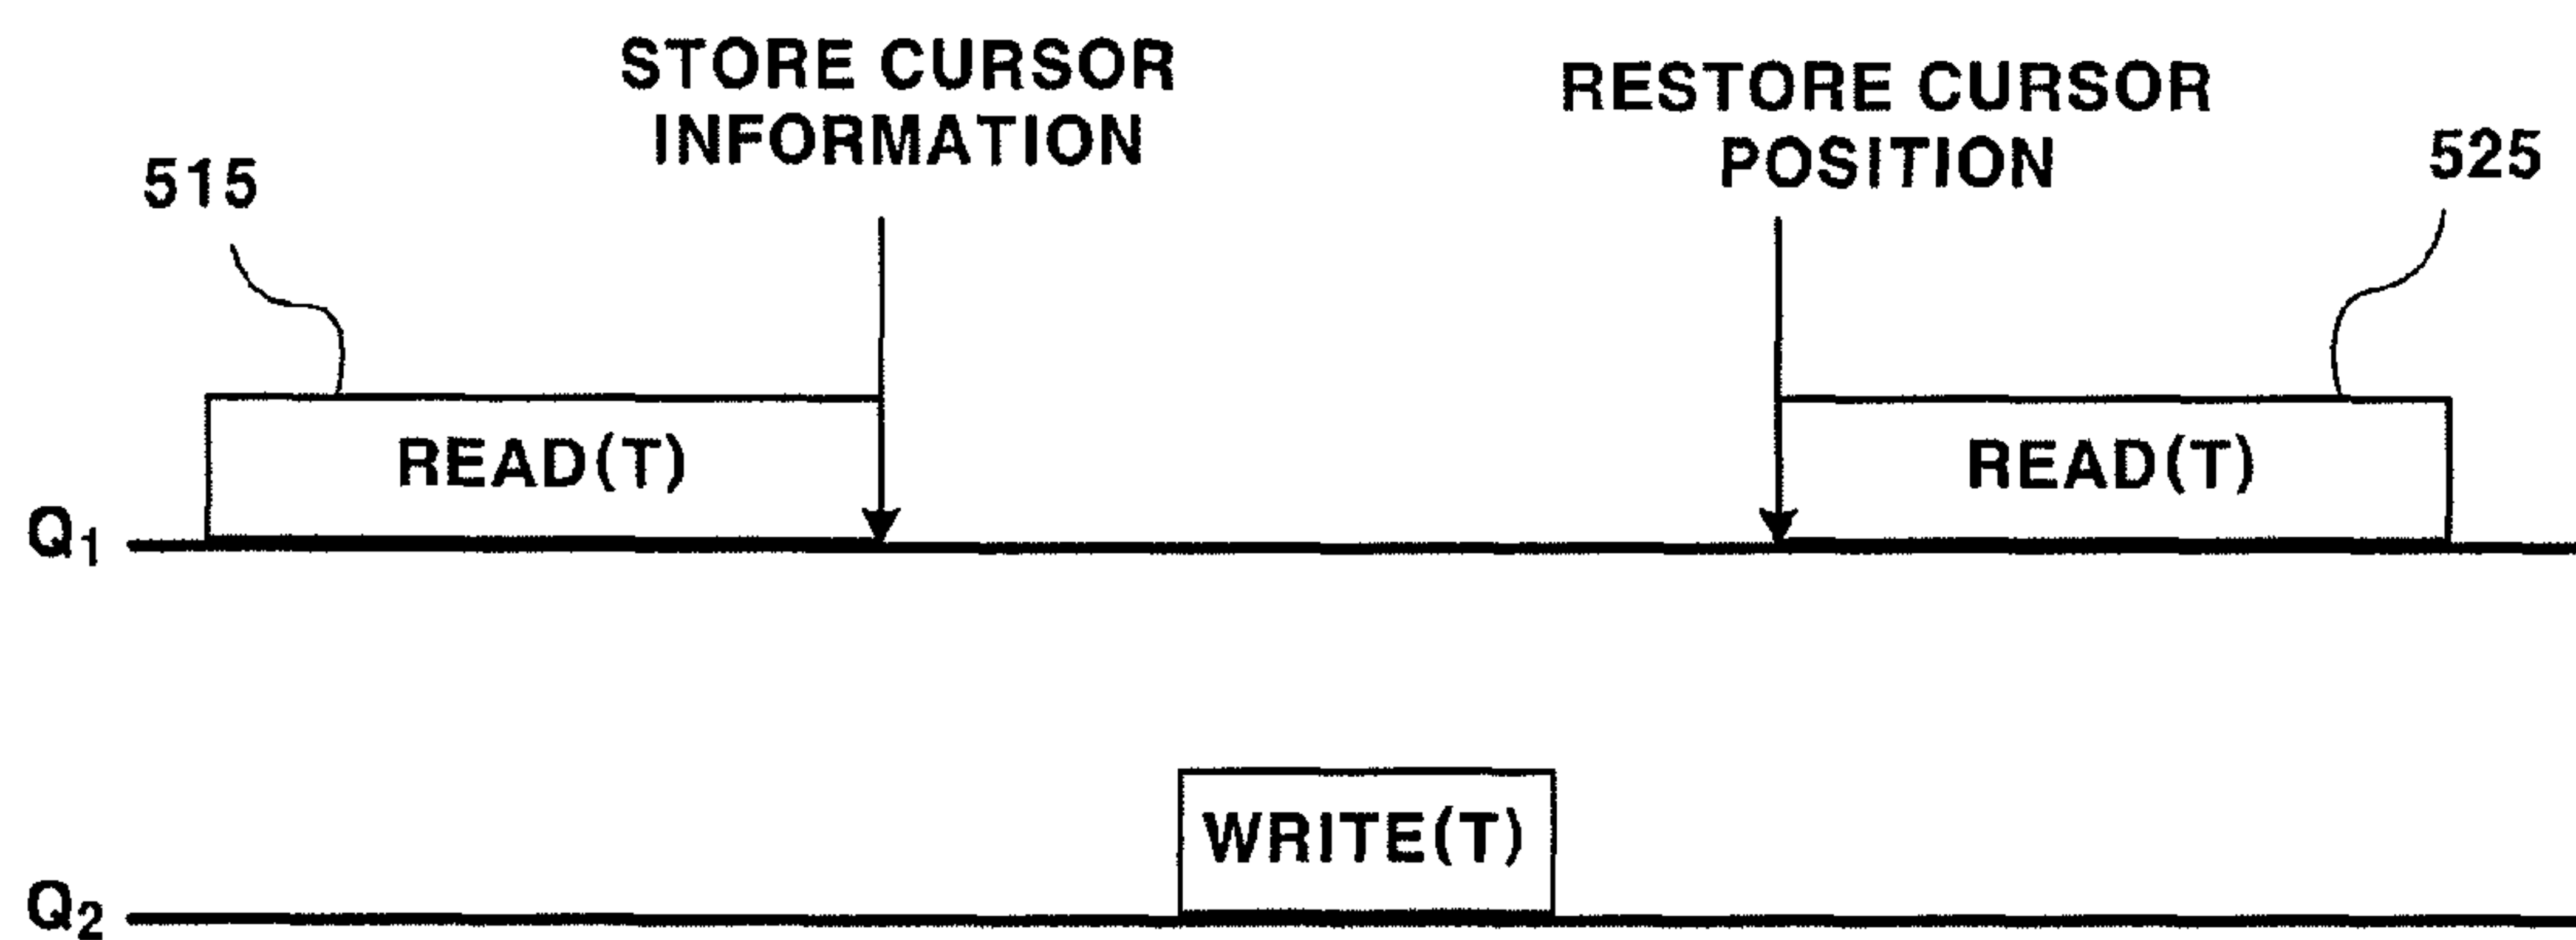 STORE CURSOR
INFORMATION
RESTORE CURSOR
POSITION
515
525
READ(T)
READ(T)
Q1
WRITE(T)
Q2